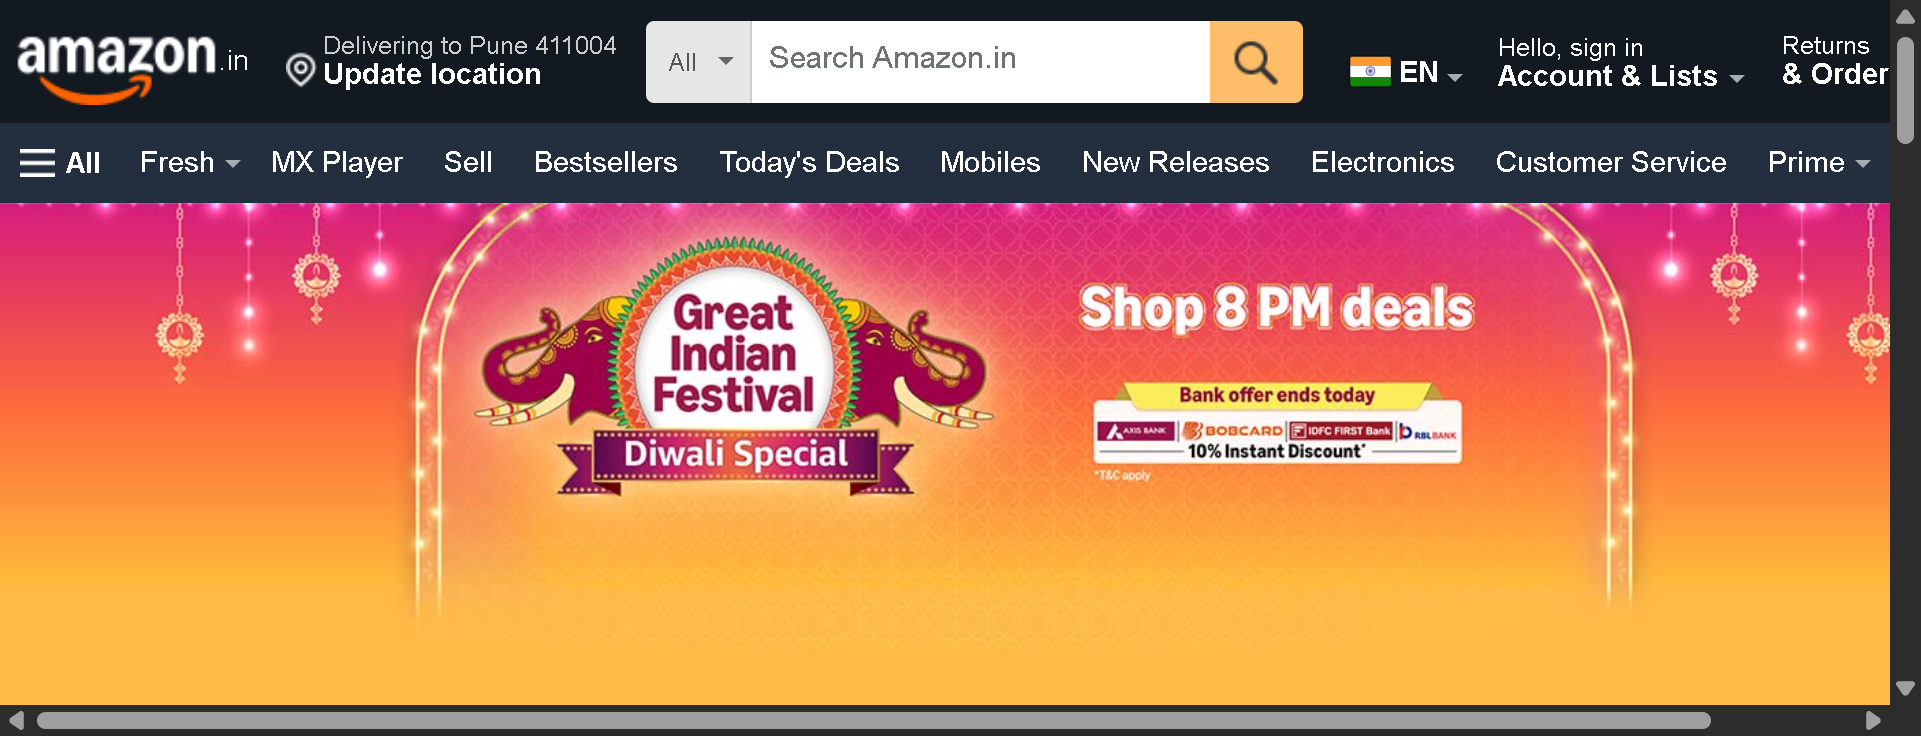 amazon.in
Delivering to Pune 411004
Update location
All
Search Amazon.in
EN
Hello, sign in
Account & Lists
Returns
& Order
All
Fresh
MX Player
Sell
Bestsellers
Today's Deals
Mobiles
New Releases
Electronics
Customer Service
Prime
Great
Indian
Festival
Diwali Special
Shop 8 PM deals
Bank offer ends today
AXIS BANK
BOBCARD
IDFC FIRST Bank
RBLBANK
10% Instant Discount*
*T&C apply